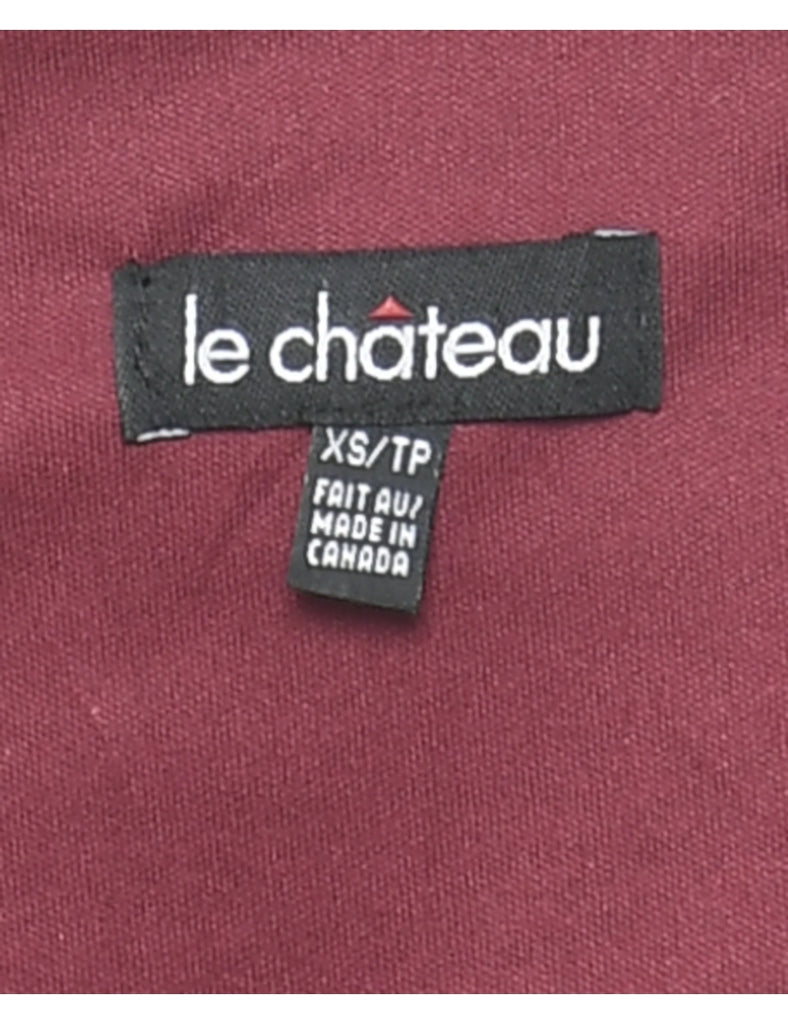 le château
XS/TP
FAIT AU/
MADE IN
CANADA